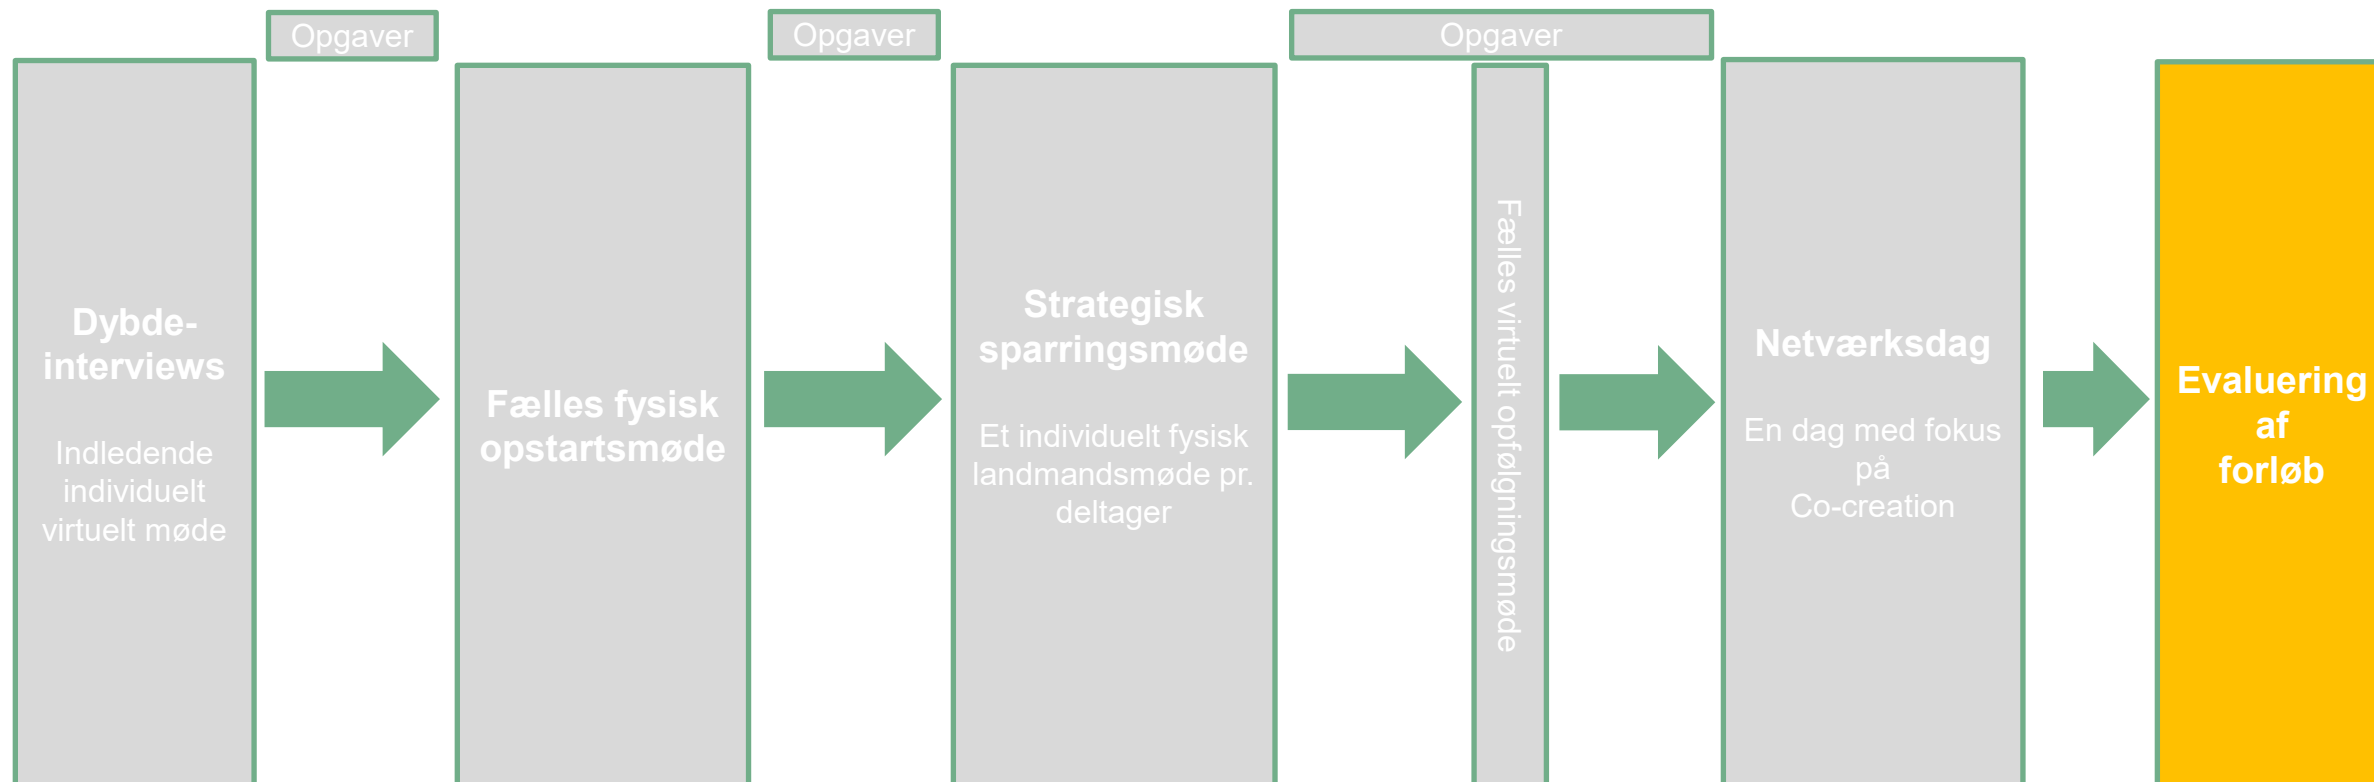 Opgaver
Opgaver
Opgaver
Dybde-
interviews
Indledende
individuelt
virtuelt møde
Fælles fysisk
opstartsmøde
Strategisk
sparringsmøde
Et individuelt fysisk
landmandsmøde pr.
deltager
Fælles virtuelt opfølgningsmøde
Netværksdag
En dag med fokus
på
Co-creation
Evaluering
af
forløb